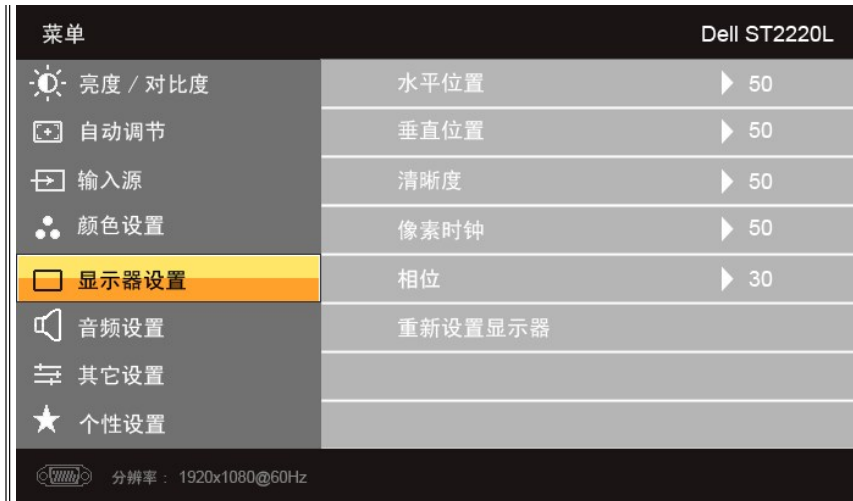 菜单 Dell ST2220L
亮度 / 对比度 水平位置 50
自动调节 垂直位置 50
输入源 清晰度 50
颜色设置 像素时钟 50
显示器设置 相位 30
音频设置 重新设置显示器
其它设置
个性设置
分辨率： 1920x1080@60Hz